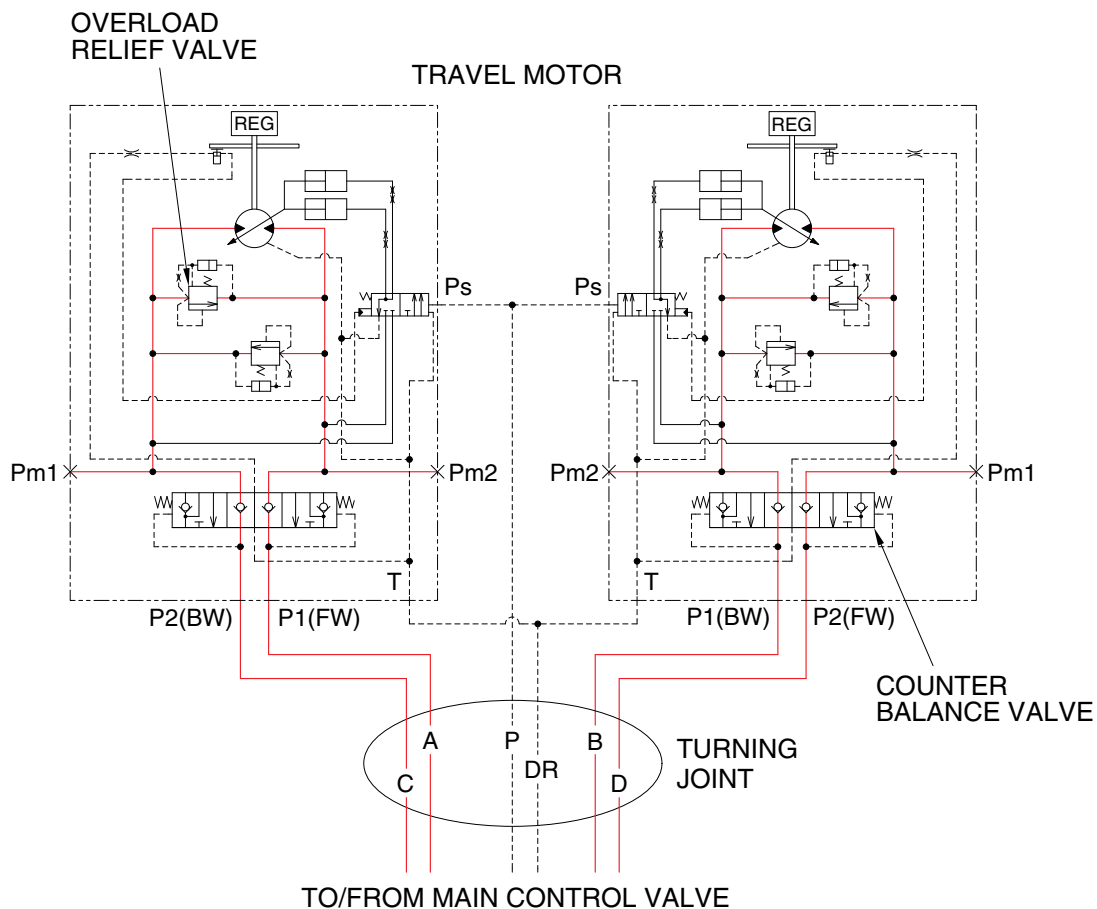 OVERLOAD
RELIEF VALVE
TRAVEL MOTOR
REG
REG
Ps
Ps
Pm1
Pm2
Pm2
Pm1
T
T
P2(BW)
P1(FW)
P1(BW)
P2(FW)
COUNTER
BALANCE VALVE
A
P
B
C
DR
D
TURNING
JOINT
TO/FROM MAIN CONTROL VALVE